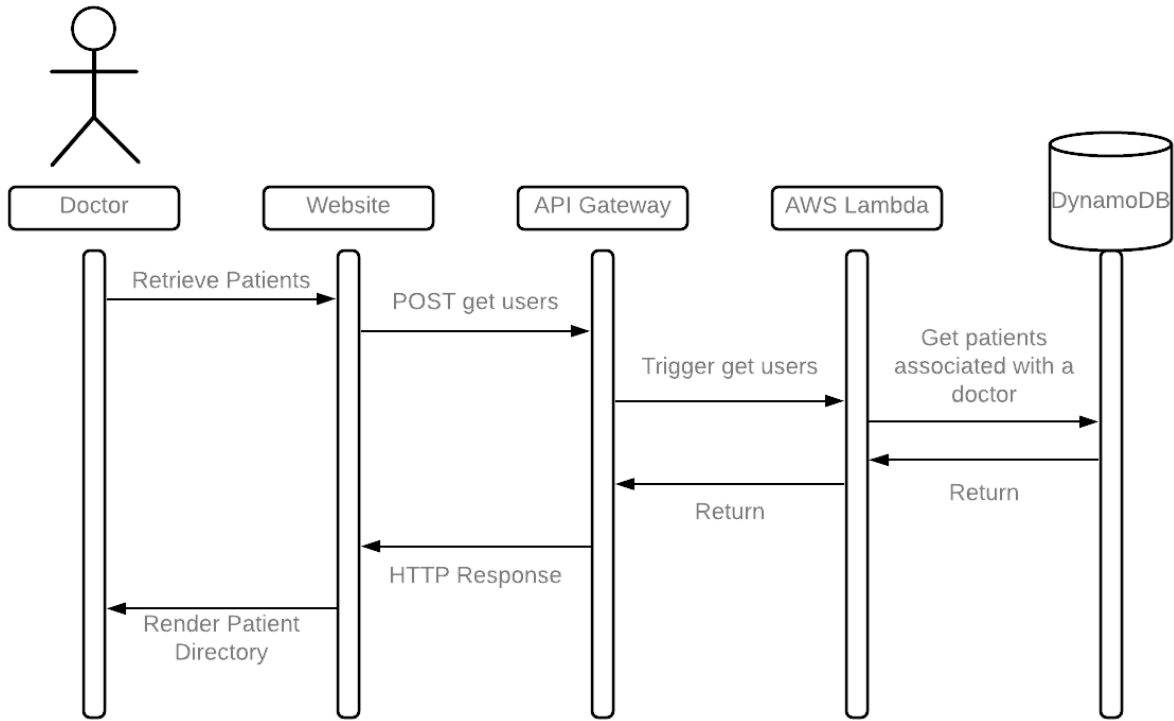 Doctor
Website
API Gateway
AWS Lambda
DynamoDB
Retrieve Patients
POST get users
Trigger get users
Get patients
associated with a
doctor
Return
Return
HTTP Response
Render Patient
Directory